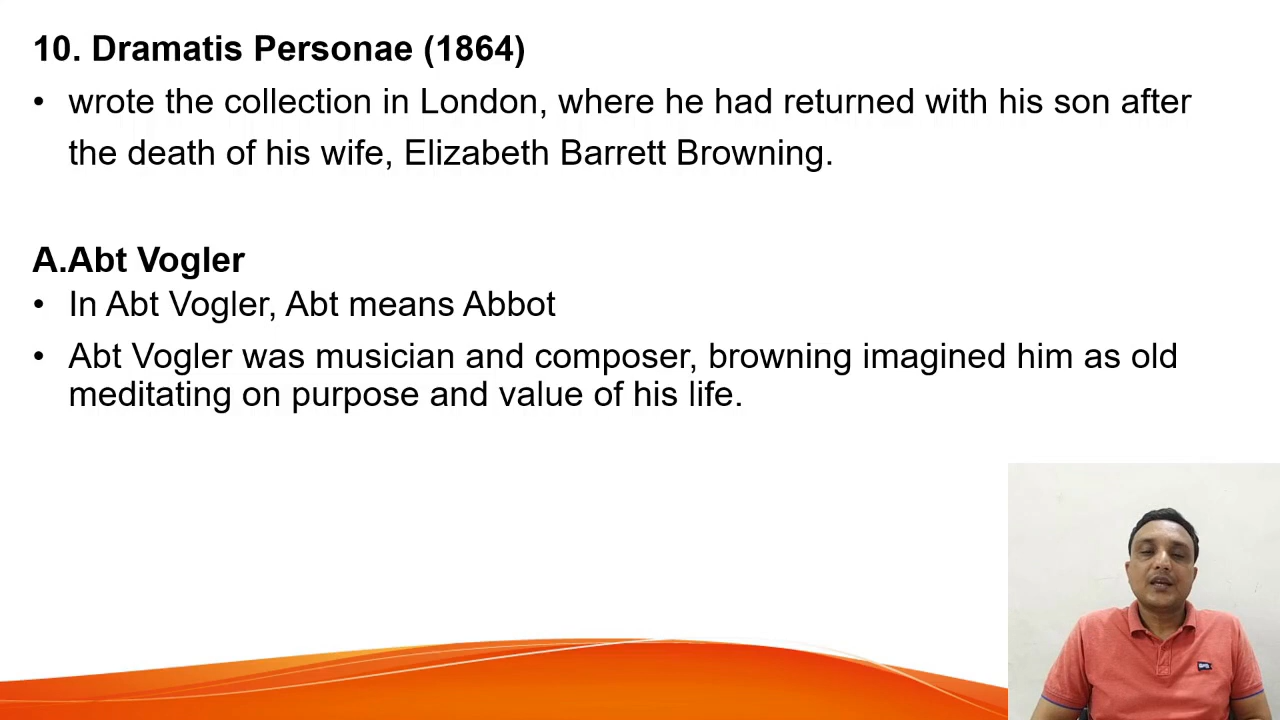 10. Dramatis Personae (1864)
• wrote the collection in London, where he had returned with his son after
the death of his wife, Elizabeth Barrett Browning.
A.Abt Vogler
• In Abt Vogler, Abt means Abbot
• Abt Vogler was musician and composer, browning imagined him as old
meditating on purpose and value of his life.